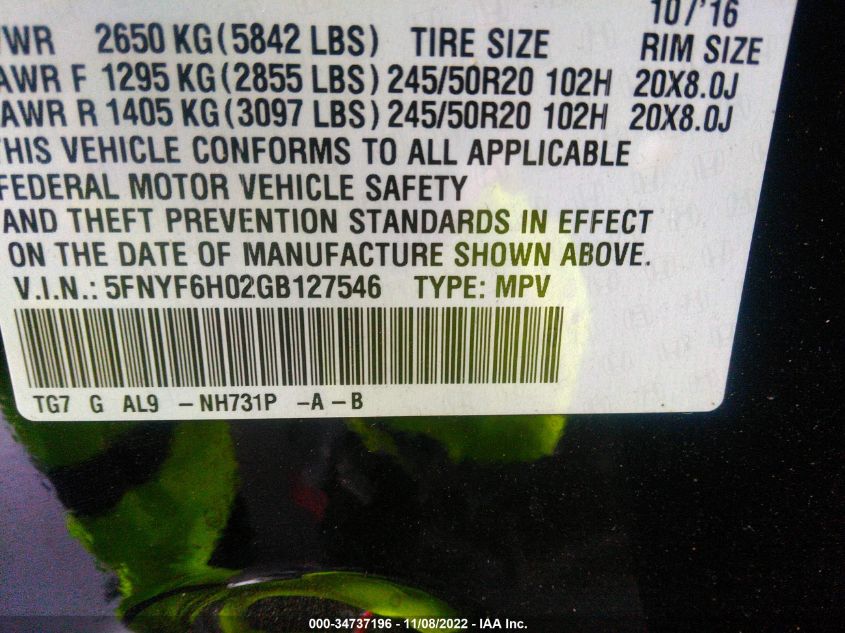 10/'16
WR 2650 KG (5842 LBS) TIRE SIZE RIM SIZE
AWR F 1295 KG (2855 LBS) 245/50R20 102H 20X8.0J
AWR R 1405 KG (3097 LBS) 245/50R20 102H 20X8.0J
THIS VEHICLE CONFORMS TO ALL APPLICABLE
FEDERAL MOTOR VEHICLE SAFETY
AND THEFT PREVENTION STANDARDS IN EFFECT
ON THE DATE OF MANUFACTURE SHOWN ABOVE.
V.I.N.: 5FNYF6H02GB127546 TYPE: MPV
TG7 G AL9 – NH731P – A – B
000-34737196 - 11/08/2022 - IAA Inc.